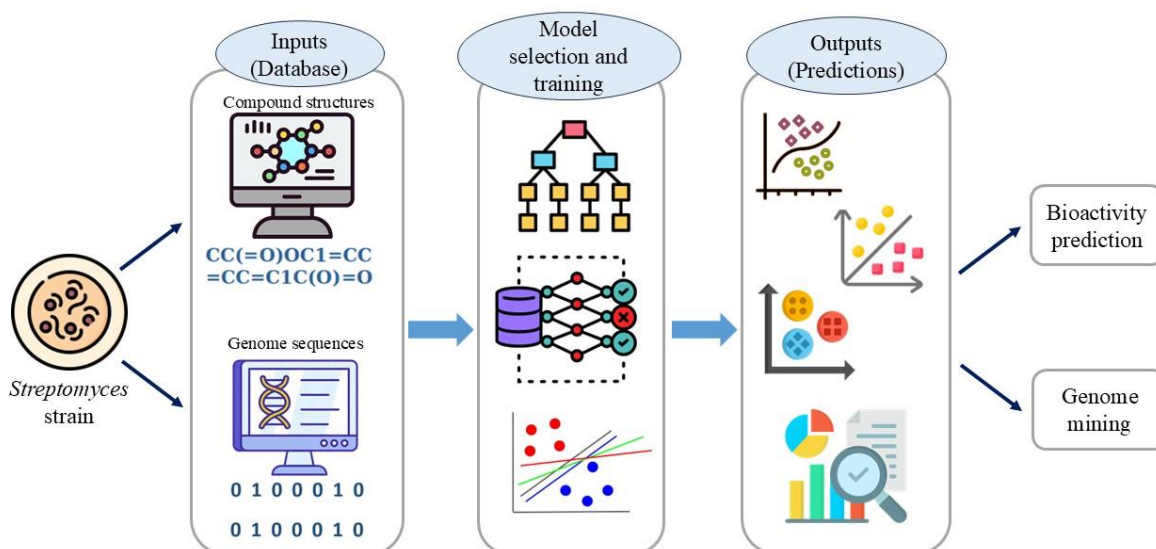 Inputs
(Database)
Compound structures
CC(=O)OC1=CC
=CC=C1C(O)=O
Genome sequences
0 1 0 0 0 1 0
0 1 0 0 0 1 0
Streptomyces
strain
Model
selection and
training
Outputs
(Predictions)
Bioactivity
prediction
Genome
mining